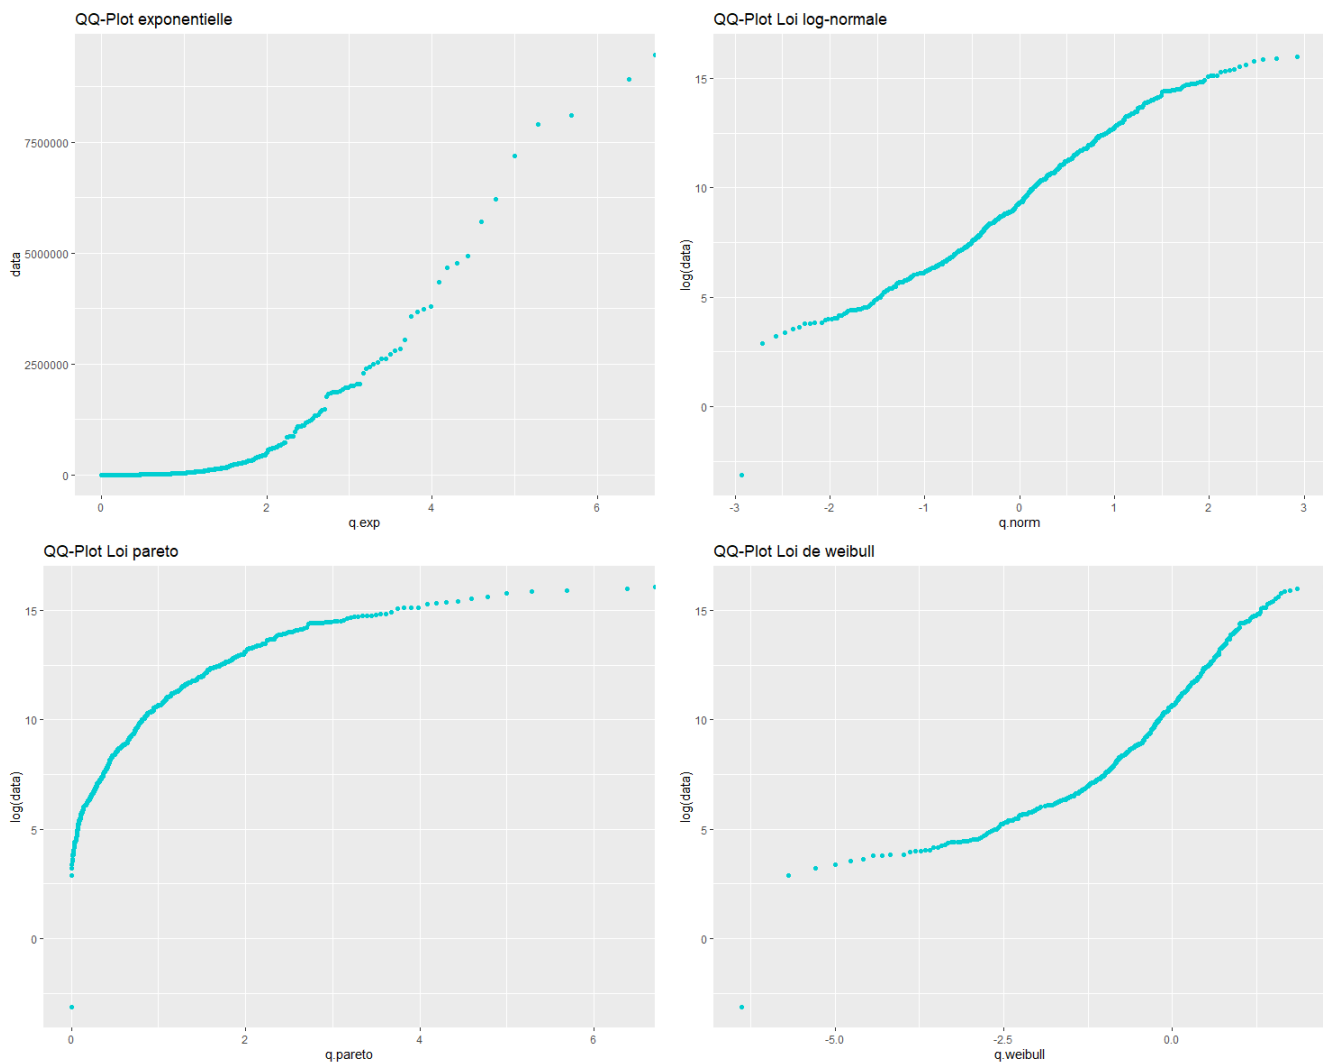 QQ-Plot exponentielle
data
7500000
5000000
2500000
0
0 2 4 6
q.exp
QQ-Plot Loi log-normale
log(data)
15
10
5
0
-3 -2 -1 0 1 2 3
q.norm
QQ-Plot Loi pareto
log(data)
15
10
5
0
0 2 4 6
q.pareto
QQ-Plot Loi de weibull
log(data)
15
10
5
0
-5.0 -2.5 0.0
q.weibull